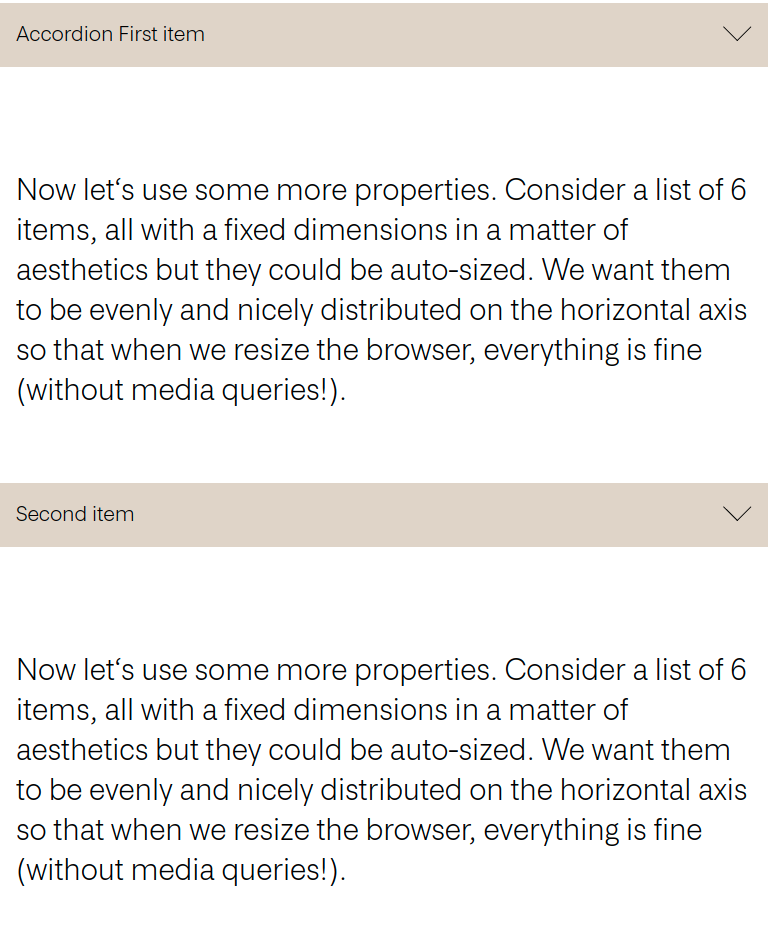 Accordion First item
Now let‘s use some more properties. Consider a list of 6
items, all with a fixed dimensions in a matter of
aesthetics but they could be auto-sized. We want them
to be evenly and nicely distributed on the horizontal axis
so that when we resize the browser, everything is fine
(without media queries!).
Second item
Now let‘s use some more properties. Consider a list of 6
items, all with a fixed dimensions in a matter of
aesthetics but they could be auto-sized. We want them
to be evenly and nicely distributed on the horizontal axis
so that when we resize the browser, everything is fine
(without media queries!).